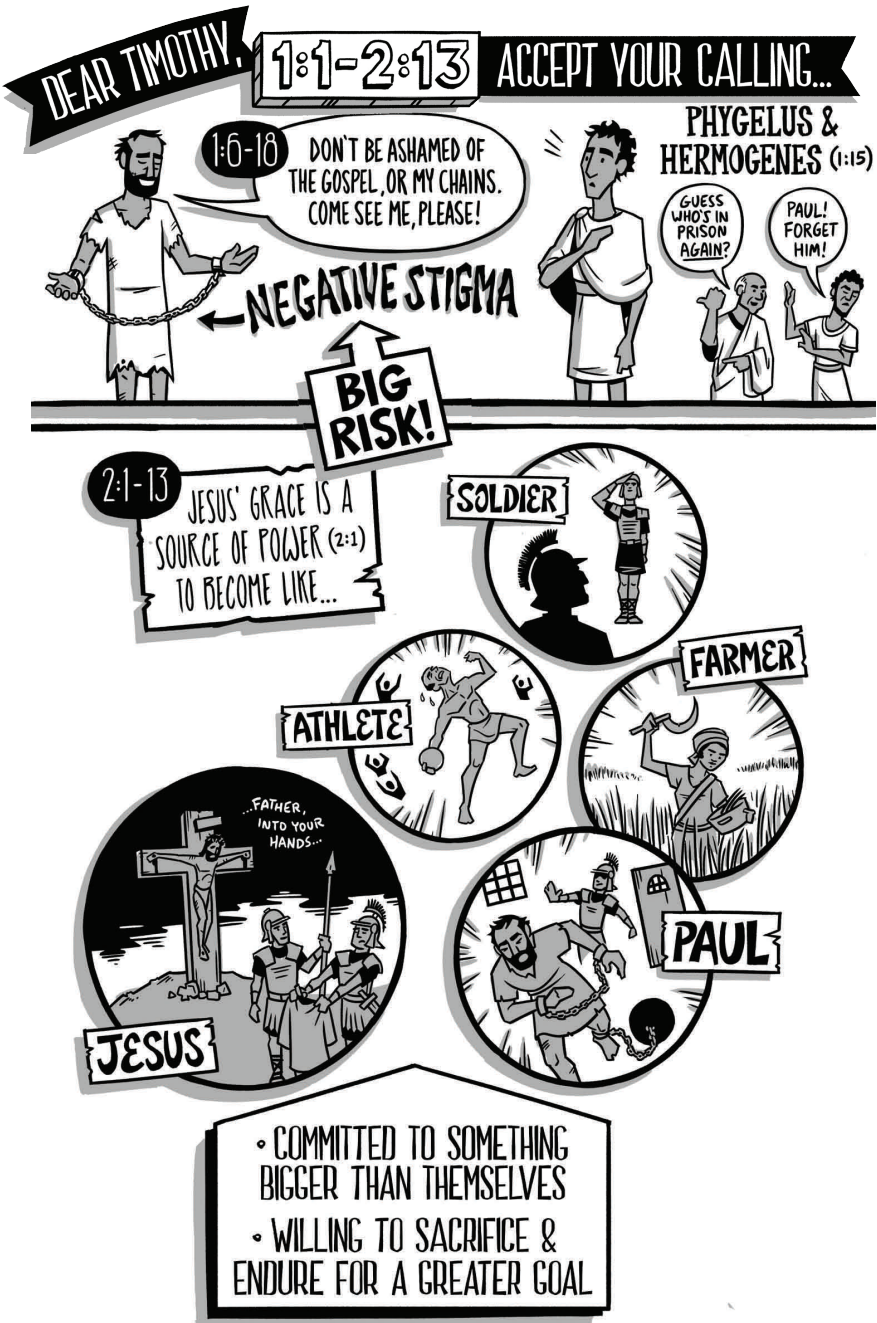 DEAR TIMOTHY,
1:1-2:13
ACCEPT YOUR CALLING...
1:6-18
DON'T BE ASHAMED OF
THE GOSPEL, OR MY CHAINS.
COME SEE ME, PLEASE!
NEGATIVE STIGMA
BIG
RISK!
PHYGELUS &
HERMOGENES (1:15)
GUESS
WHO'S IN
PRISON
AGAIN?
PAUL!
FORGET
HIM!
2:1-13
JESUS' GRACE IS A
SOURCE OF POWER (2:1)
TO BECOME LIKE...
SOLDIER
FARMER
ATHLETE
...FATHER,
INTO YOUR
HANDS...
PAUL
JESUS
• COMMITTED TO SOMETHING
BIGGER THAN THEMSELVES
• WILLING TO SACRIFICE &
ENDURE FOR A GREATER GOAL